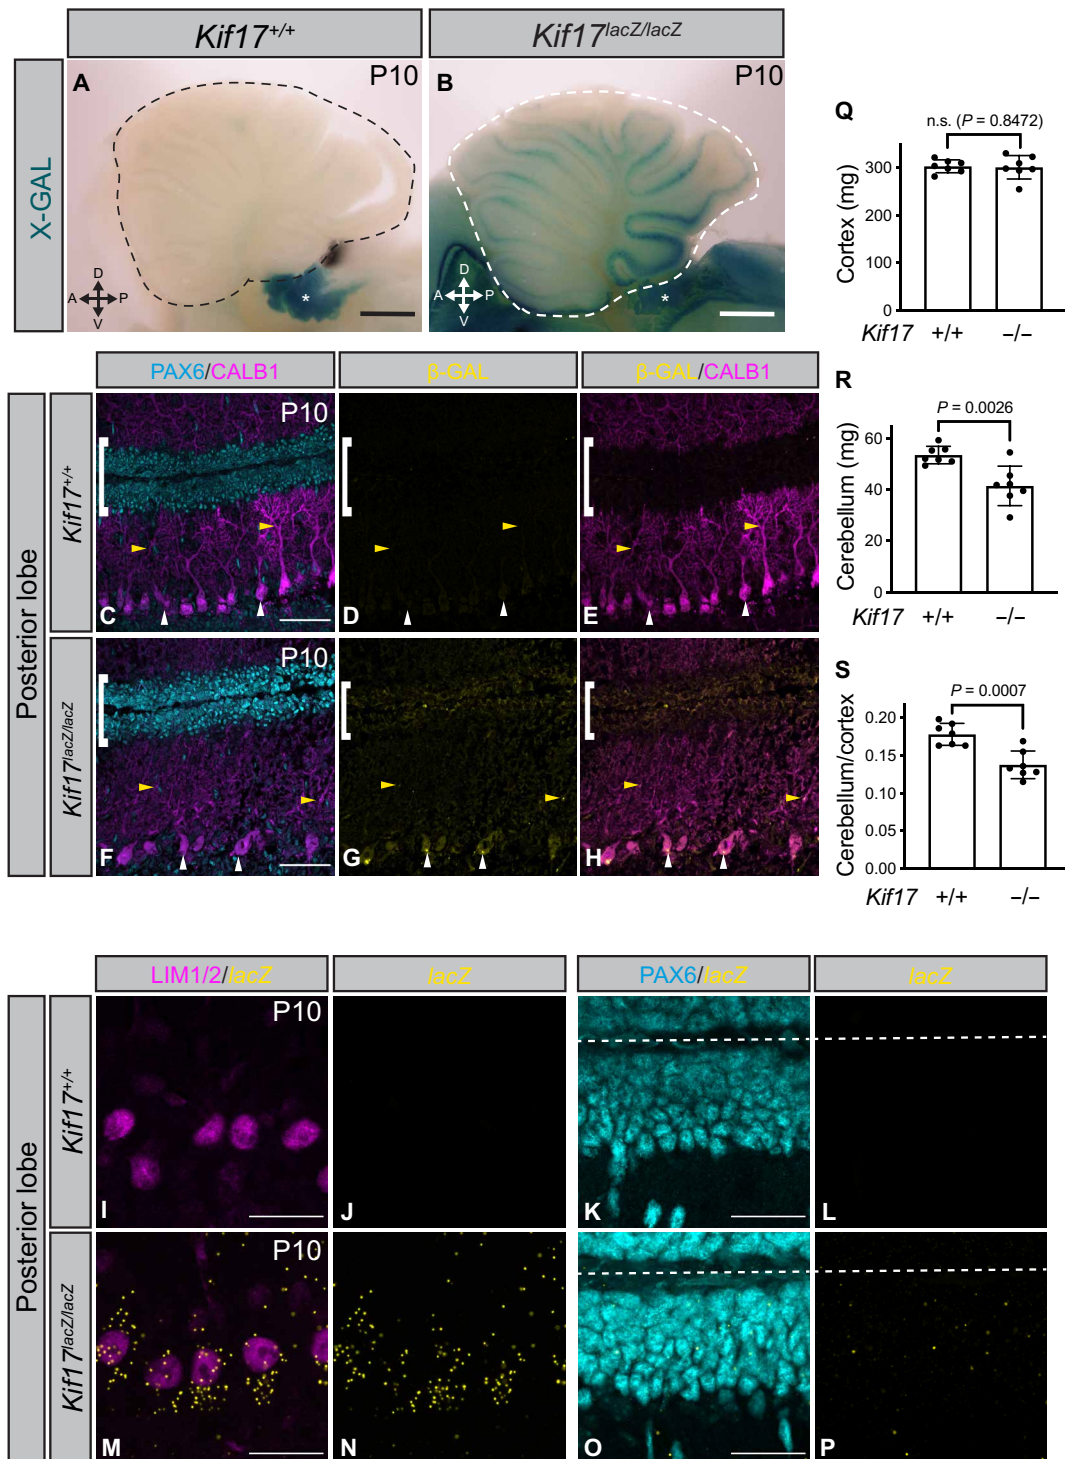 Kif17+/+
Kif17lacZ/lacZ
X-GAL
A
P10
D
A
P
V
*
B
P10
D
A
P
V
*
Q
n.s. (P = 0.8472)
Cortex (mg)
300
200
100
0
Kif17 +/+ −/−
PAX6/CALB1
β-GAL
β-GAL/CALB1
Posterior lobe
Kif17+/+
P10
C
D
E
Kif17lacZ/lacZ
P10
F
G
H
R
P = 0.0026
Cerebellum (mg)
60
40
20
0
Kif17 +/+ −/−
S
P = 0.0007
Cerebellum/cortex
0.20
0.15
0.10
0.05
0.00
Kif17 +/+ −/−
LIM1/2/lacZ
lacZ
PAX6/lacZ
lacZ
Posterior lobe
Kif17+/+
P10
I
J
K
L
Kif17lacZ/lacZ
P10
M
N
O
P